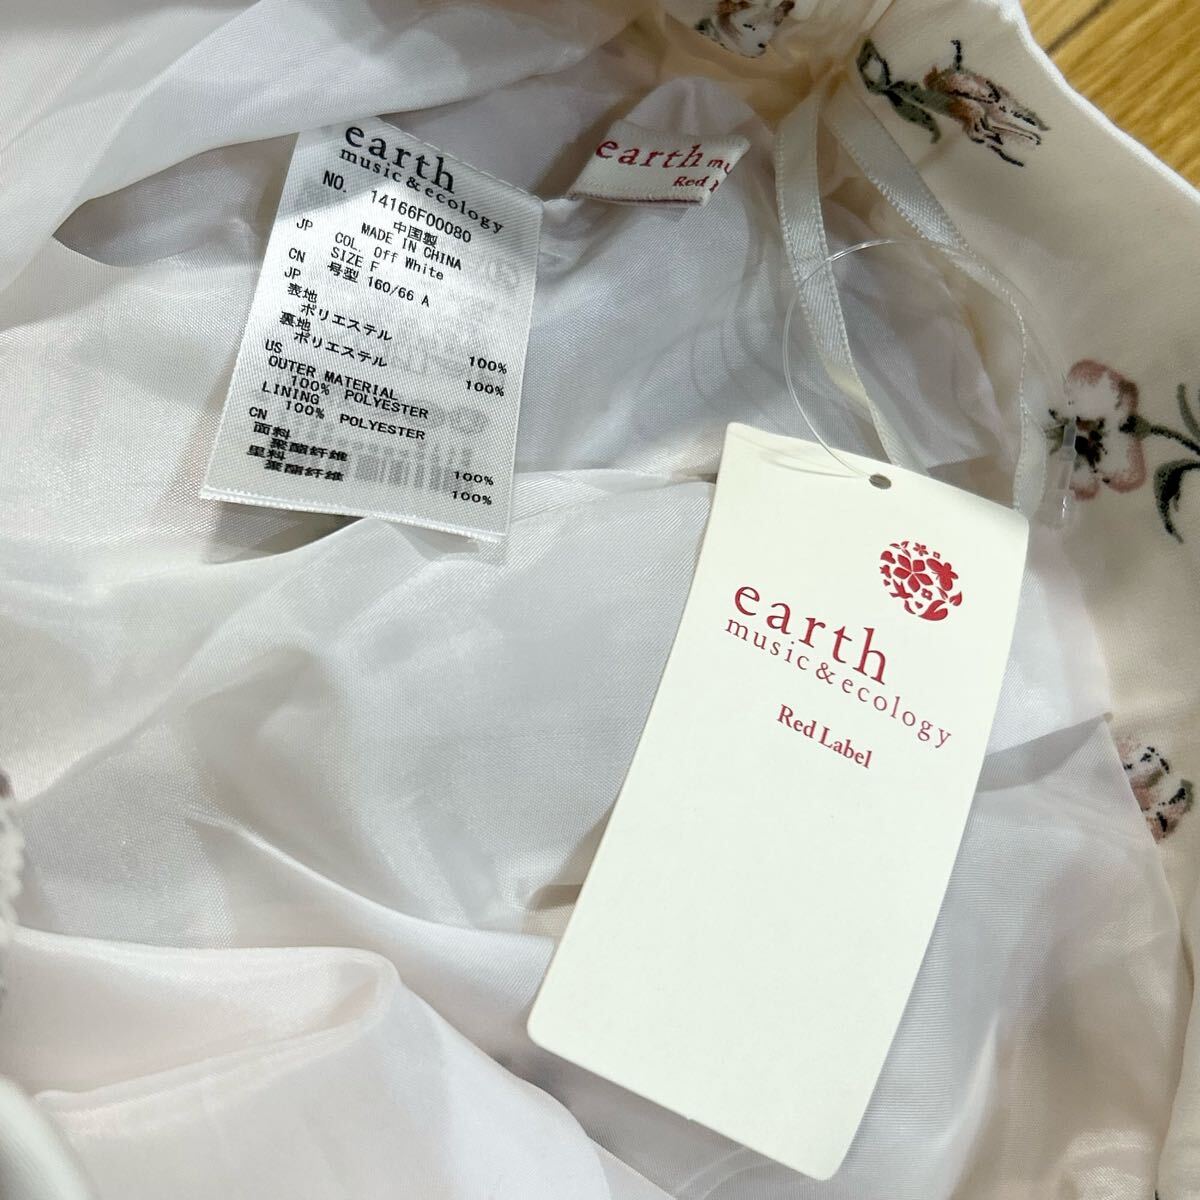 earth
music & ecology
NO. 14166F00080
中国製
MADE IN CHINA
COL. Off White
JP SIZE F
CN 号型 160/66 A
JP
表地
ポリエステル 100%
裏地
ポリエステル 100%
US
OUTER MATERIAL
100% POLYESTER
LINING
100% POLYESTER
CN
面料
聚酯纤维 100%
里料
聚酯纤维 100%
earth mu
Red
earth
music & ecology
Red Label